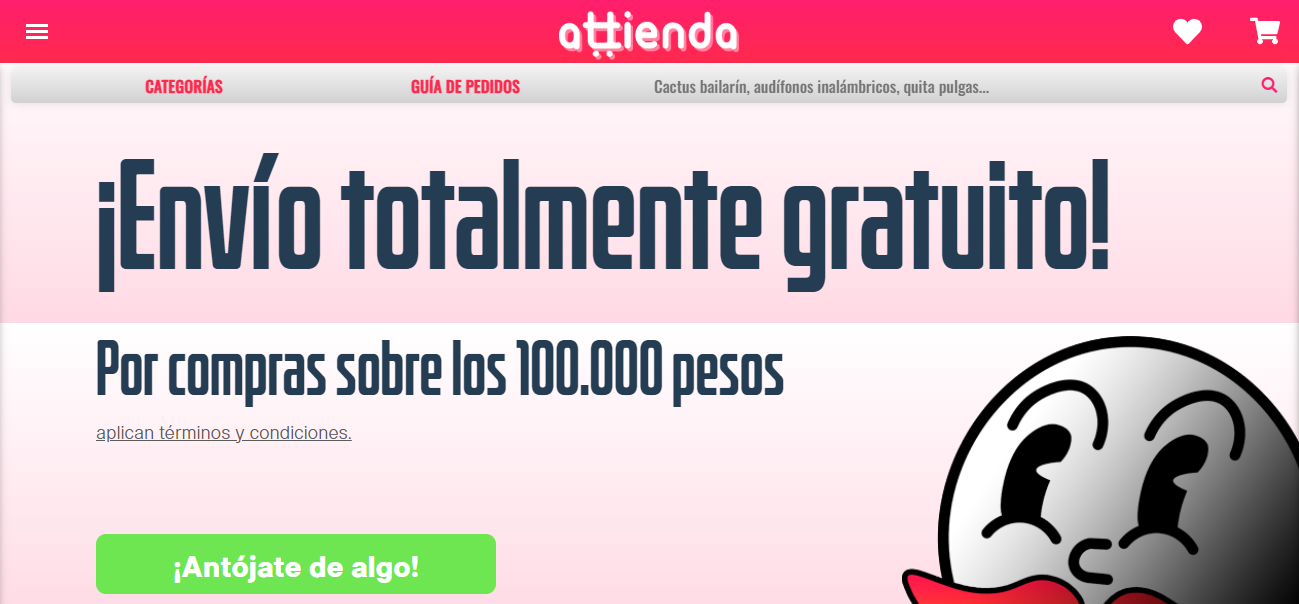 attienda
CATEGORÍAS GUÍA DE PEDIDOS Cactus bailarín, audífonos inalámbricos, quita pulgas...
¡Envío totalmente gratuito!
Por compras sobre los 100.000 pesos
aplican términos y condiciones.
¡Antójate de algo!